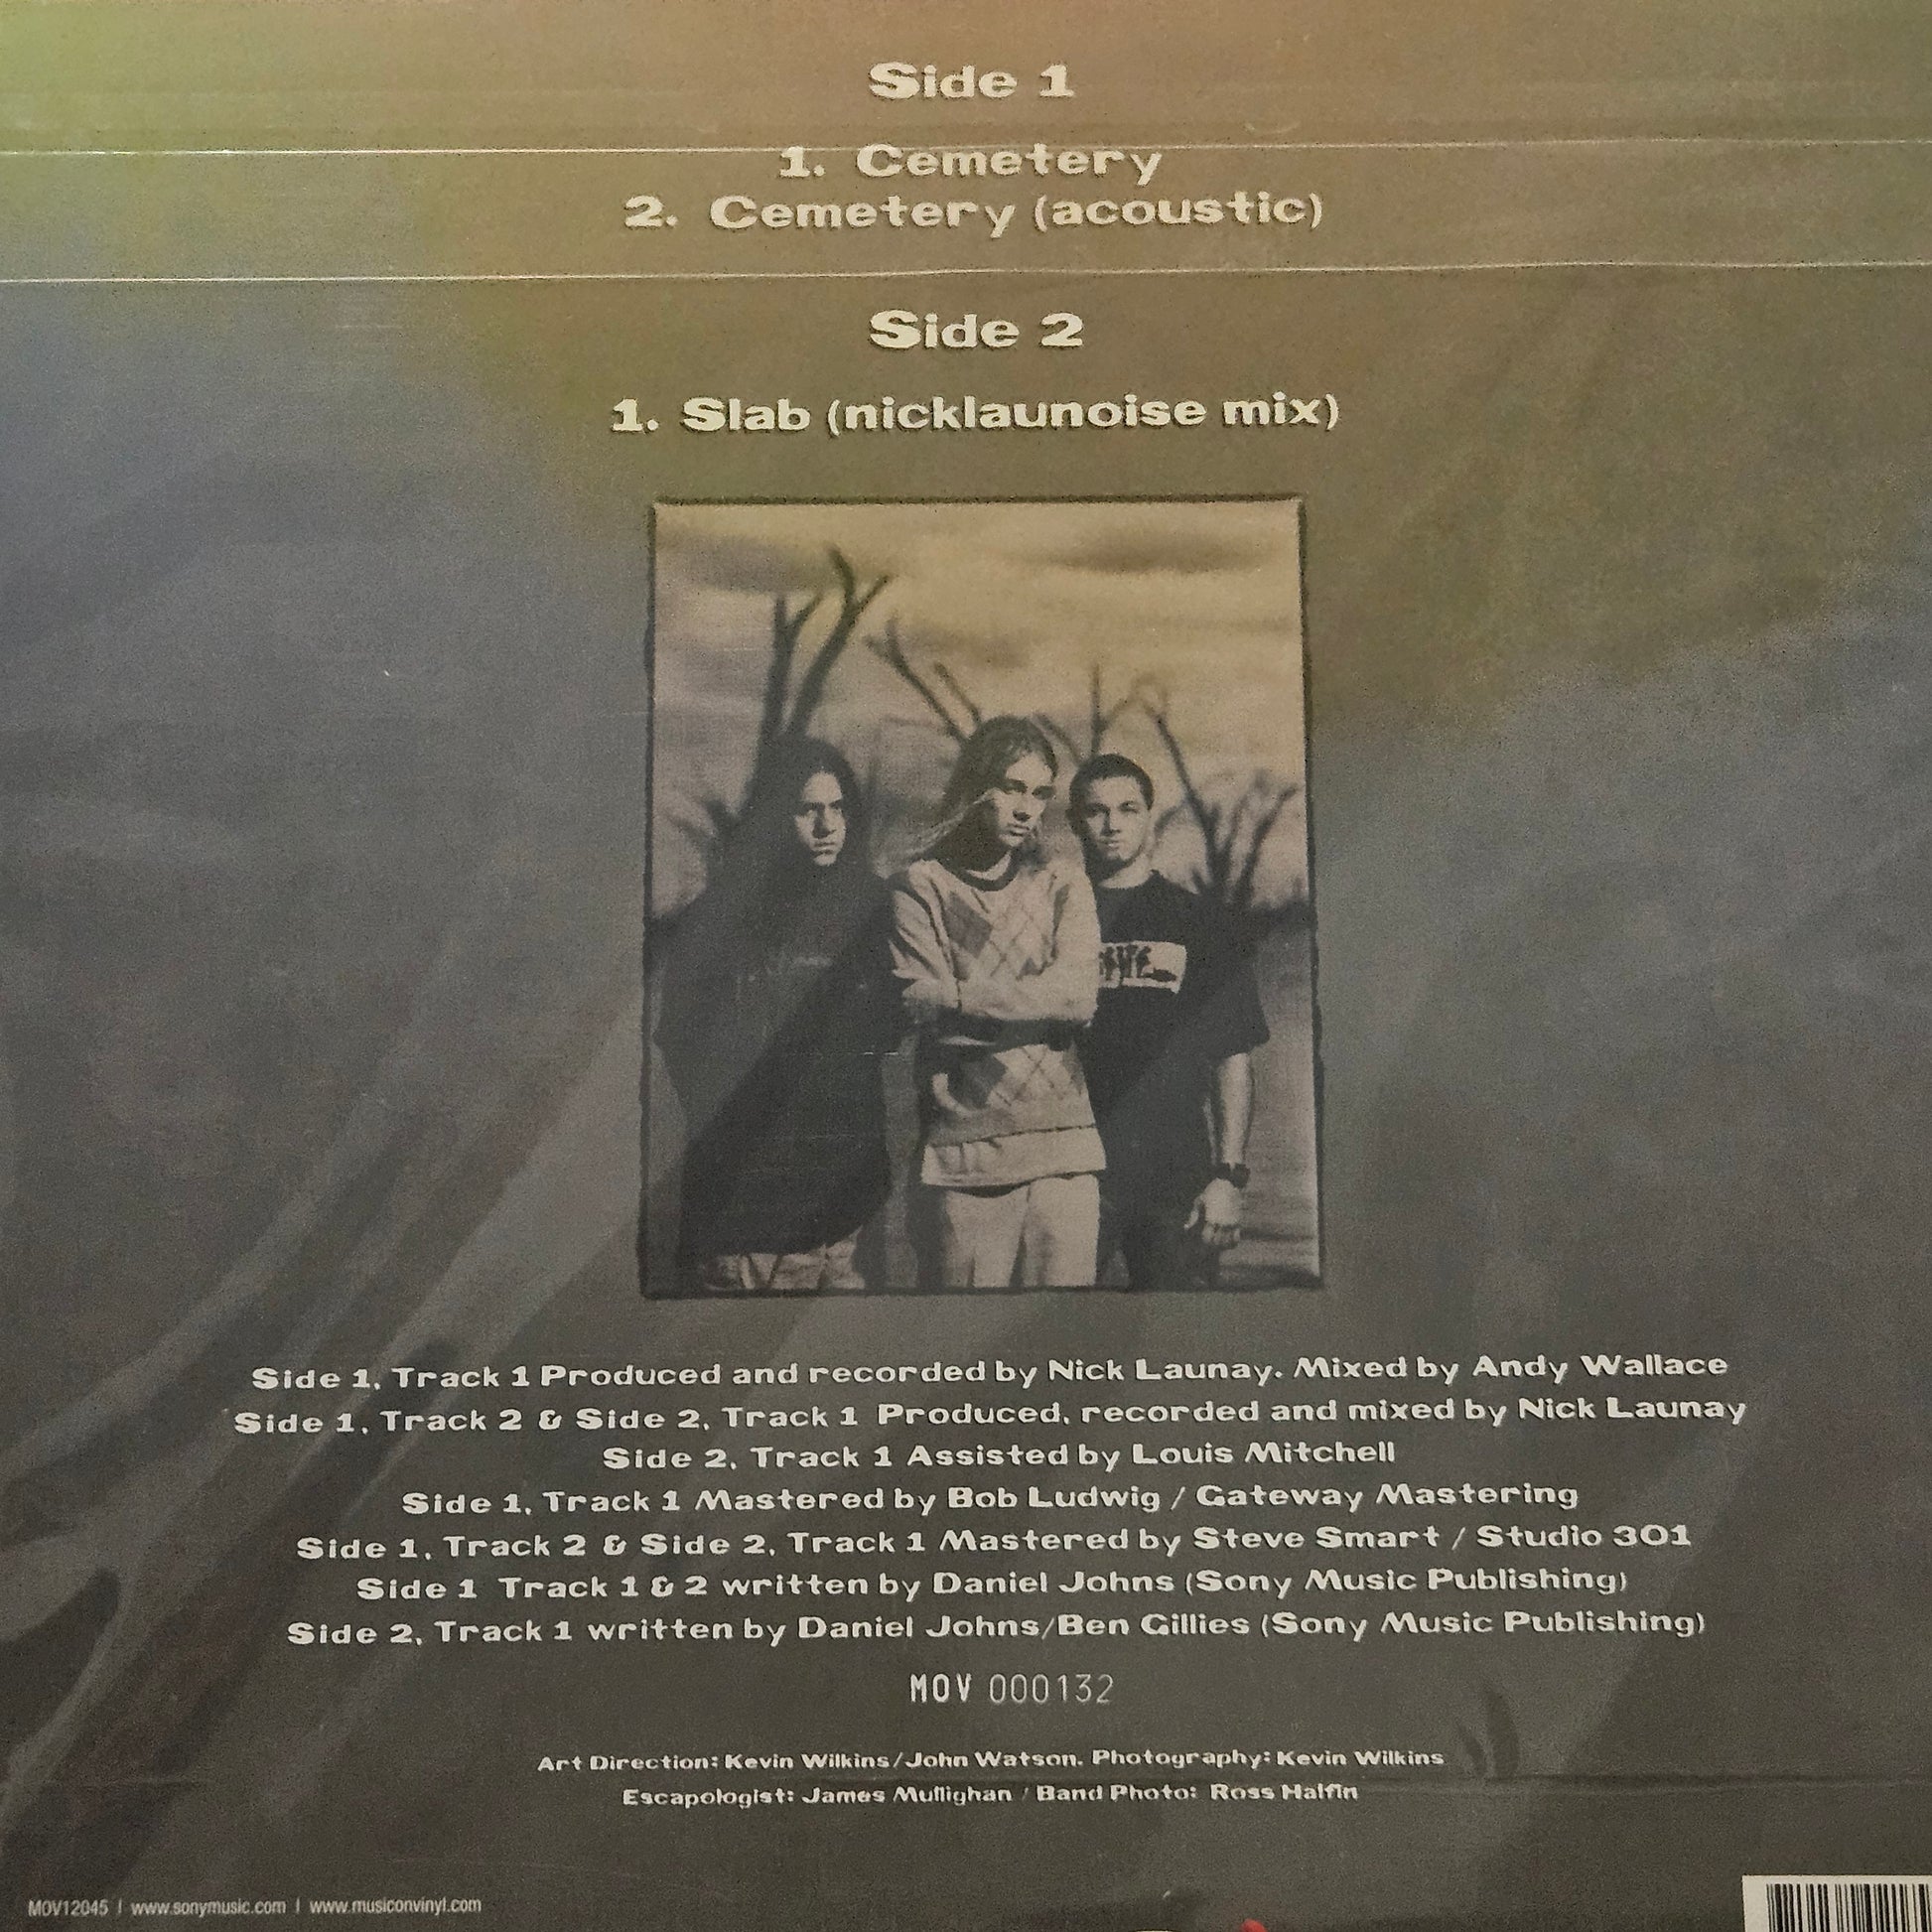 Side 1
1. Cemetery
2. Cemetery (acoustic)
Side 2
1. Slab (nicklaunoise mix)
Side 1, Track 1 Produced and recorded by Nick Launay. Mixed by Andy Wallace
Side 1, Track 2 & Side 2, Track 1 Produced, recorded and mixed by Nick Launay
Side 2, Track 1 Assisted by Louis Mitchell
Side 1, Track 1 Mastered by Bob Ludwig / Gateway Mastering
Side 1, Track 2 & Side 2, Track 1 Mastered by Steve Smart / Studio 301
Side 1 Track 1 & 2 written by Daniel Johns (Sony Music Publishing)
Side 2, Track 1 written by Daniel Johns/Ben Gillies (Sony Music Publishing)
MOV 000132
Art Direction: Kevin Wilkins/John Watson. Photography: Kevin Wilkins
Escapologist: James Mullighan / Band Photo: Ross Halfin
MOV12045 | www.sonymusic.com | www.musiconvinyl.com